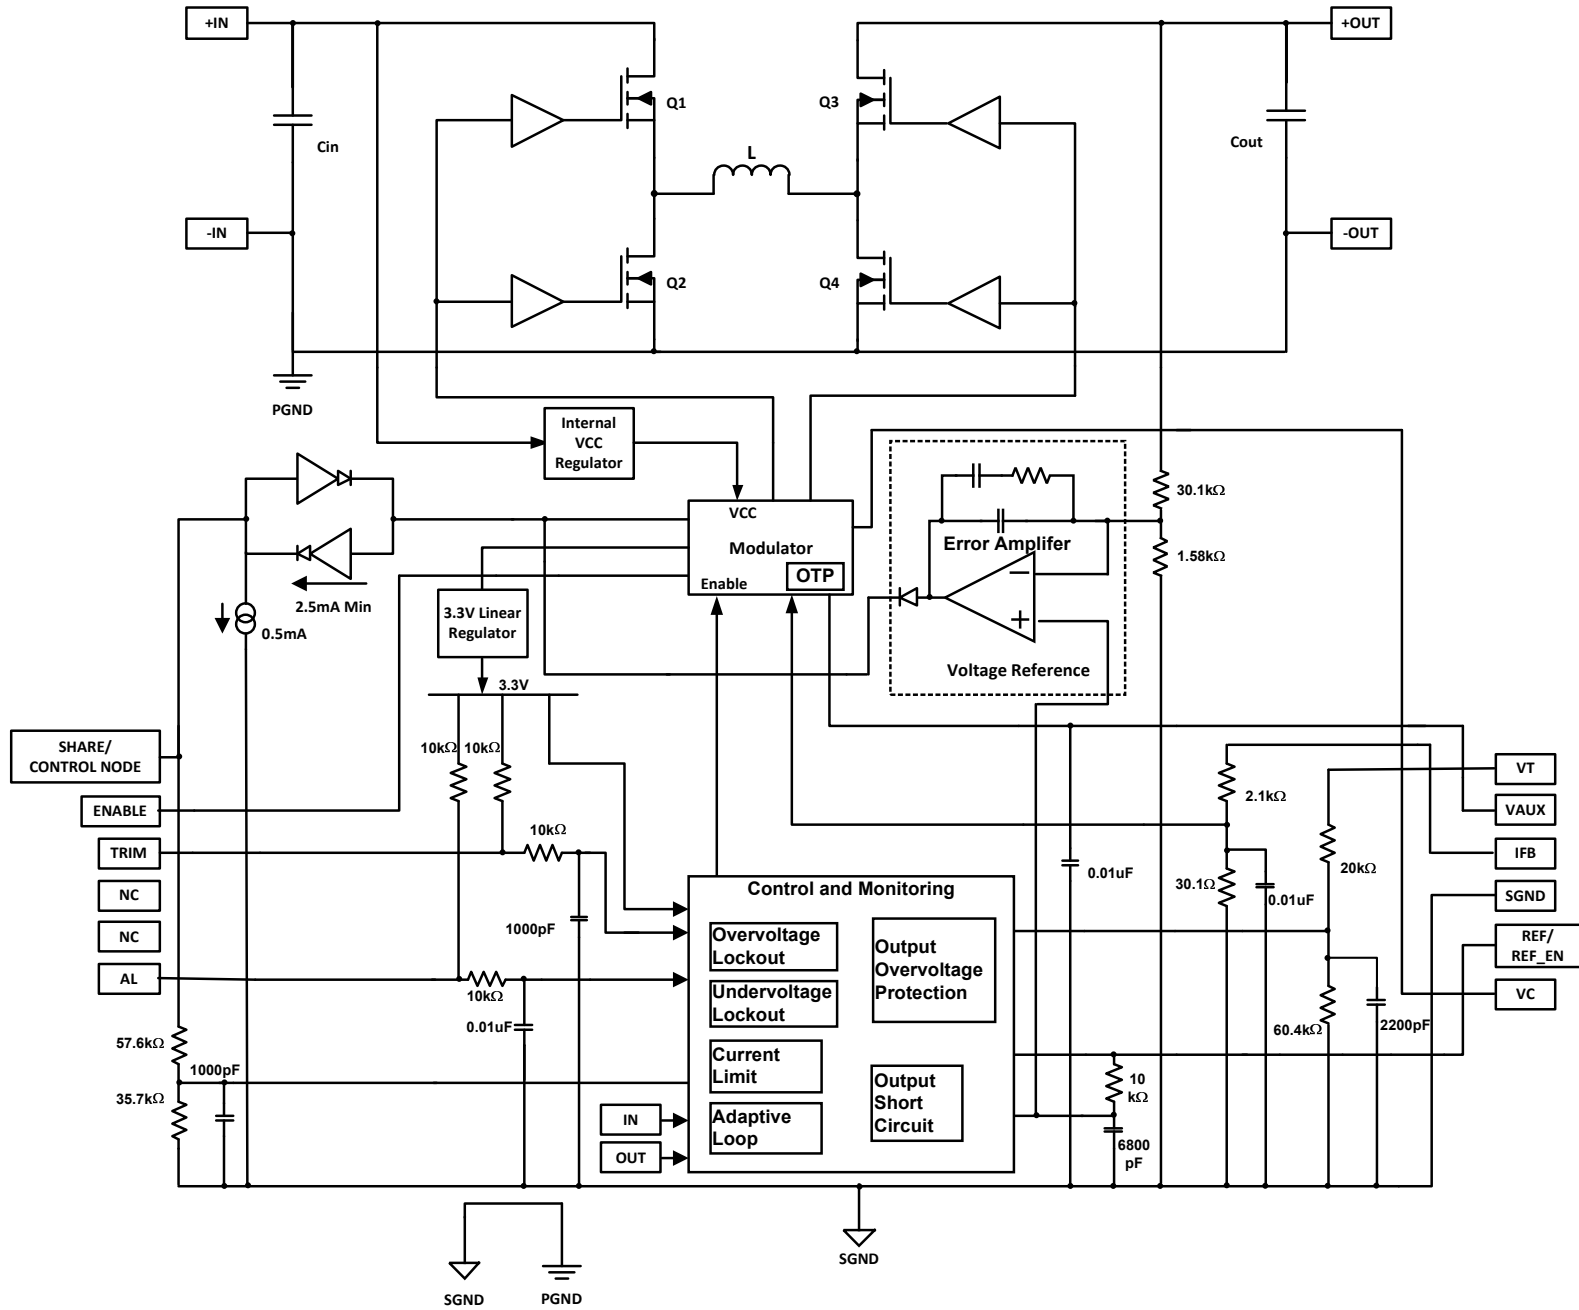 +IN
+OUT
Q1
Q3
Cin
L
Cout
-IN
-OUT
Q2
Q4
PGND
Internal
VCC
Regulator
30.1kΩ
VCC
Modulator
Enable
OTP
Error Amplifer
1.58kΩ
2.5mA Min
0.5mA
3.3V Linear
Regulator
Voltage Reference
3.3V
SHARE/
CONTROL NODE
10kΩ
10kΩ
VT
2.1kΩ
ENABLE
VAUX
10kΩ
TRIM
IFB
0.01uF
20kΩ
30.1Ω
0.01uF
NC
Control and Monitoring
SGND
1000pF
NC
Overvoltage
Lockout
Output
Overvoltage
Protection
REF/
REF_EN
AL
10kΩ
Undervoltage
Lockout
VC
0.01uF
60.4kΩ
2200pF
57.6kΩ
1000pF
Current
Limit
35.7kΩ
Output
Short
Circuit
10
kΩ
IN
Adaptive
Loop
OUT
6800
pF
SGND
SGND
PGND